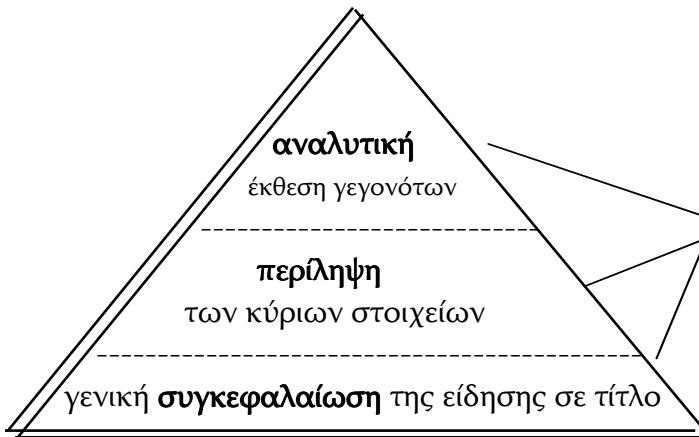 αναλυτική
έκθεση γεγονότων
περίληψη
των κύριων στοιχείων
γενική συγκεφαλαίωση της είδησης σε τίτλο